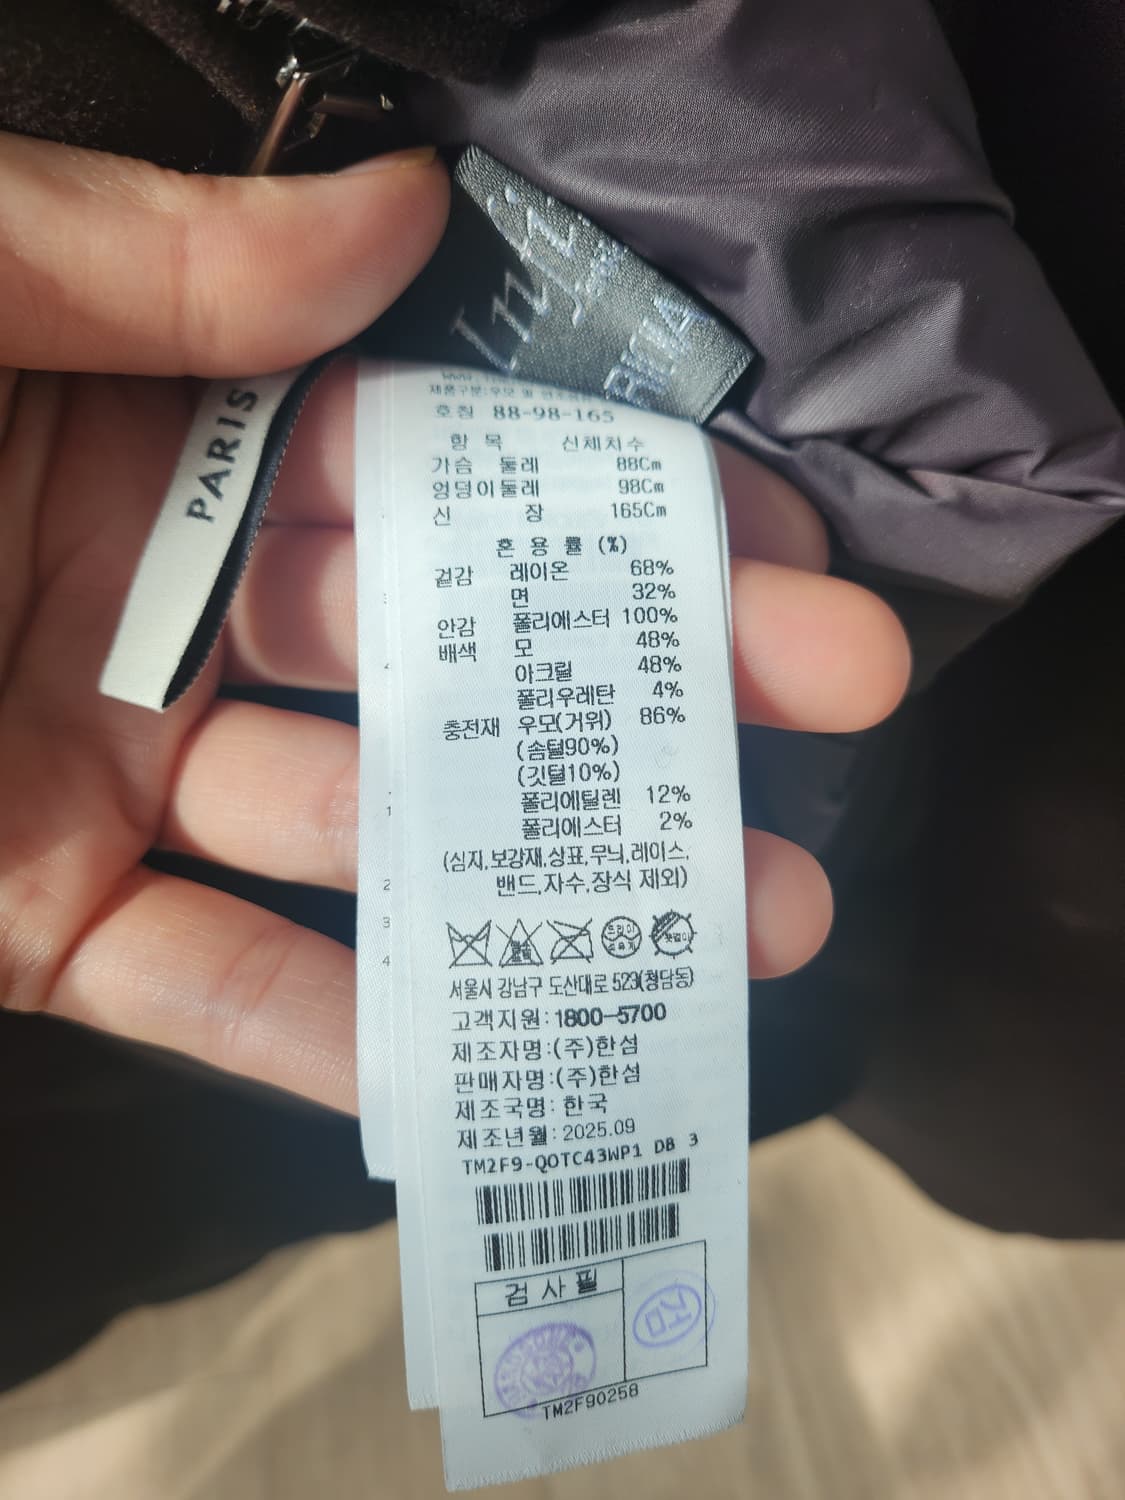 PARIS
호칭 88-98-165
항목 신체치수
가슴 둘레 88Cm
엉덩이둘레 98Cm
신장 165Cm
혼용률 (%)
겉감 레이온 68%
면 32%
안감 폴리에스터 100%
배색 모 48%
아크릴 48%
폴리우레탄 4%
충전재 우모(거위) 86%
(솜털90%)
(깃털10%)
폴리에틸렌 12%
폴리에스터 2%
(심지,보강재,상표,무늬,레이스,
밴드,자수,장식 제외)
드라이
서울시 강남구 도산대로 523(청담동)
고객지원:1800-5700
제조자명:(주)한섬
판매자명:(주)한섬
제조국명: 한국
제조년월: 2025.09
TM2F9-QOTC43WP1 DB 3
검사필
검
TM2F90258